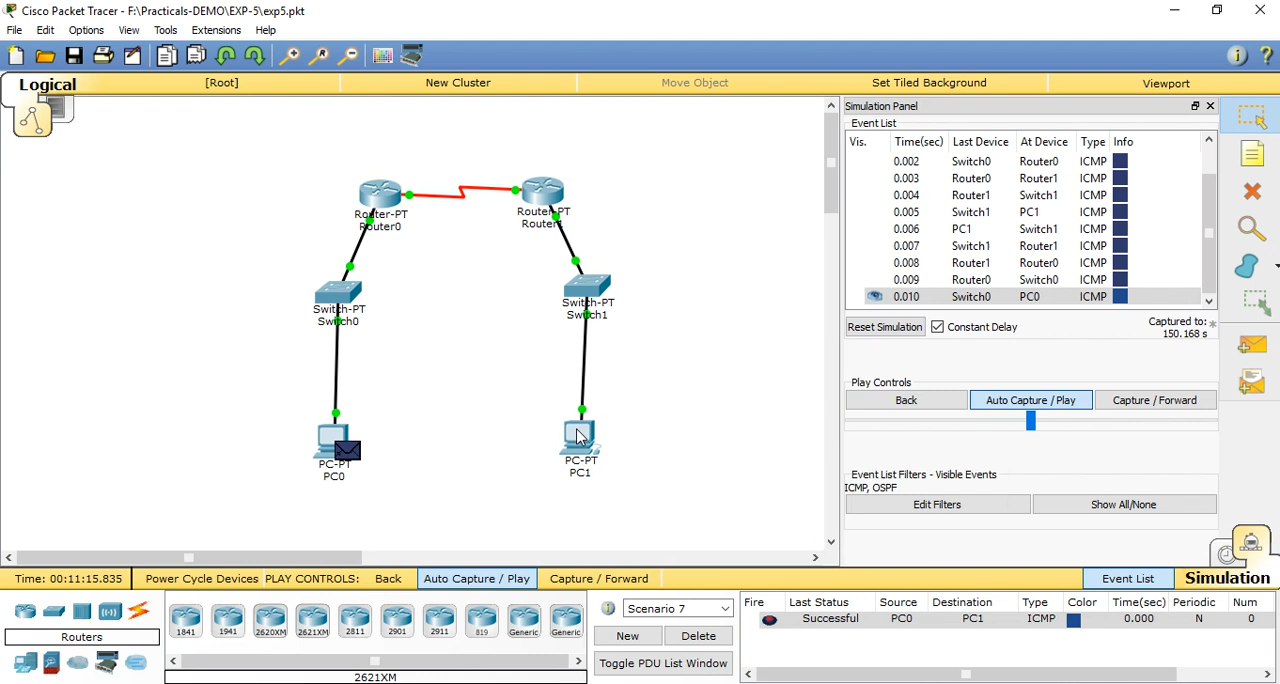 Cisco Packet Tracer - F:\Practicals-DEMO\EXP-5\exp5.pkt
File Edit Options View Tools Extensions Help
Logical [Root] New Cluster Move Object Set Tiled Background Viewport
Simulation Panel
Event List
Vis. Time(sec) Last Device At Device Type Info
0.002 Switch0 Router0 ICMP
0.003 Router0 Router1 ICMP
0.004 Router1 Switch1 ICMP
0.005 Switch1 PC1 ICMP
0.006 PC1 Switch1 ICMP
0.007 Switch1 Router1 ICMP
0.008 Router1 Router0 ICMP
0.009 Router0 Switch0 ICMP
0.010 Switch0 PC0 ICMP
Reset Simulation Constant Delay Captured to: *
150.168 s
Play Controls
Back Auto Capture / Play Capture / Forward
Event List Filters - Visible Events
ICMP, OSPF
Edit Filters Show All/None
Router-PT
Router0
Router-PT
Router1
Switch-PT
Switch0
Switch-PT
Switch1
PC-PT
PC0
PC-PT
PC1
Time: 00:11:15.835 Power Cycle Devices PLAY CONTROLS: Back Auto Capture / Play Capture / Forward Event List Simulation
Routers
1841 1941 2620XM 2621XM 2811 2901 2911 819 Generic Generic
2621XM
Scenario 7
New Delete
Toggle PDU List Window
Fire Last Status Source Destination Type Color Time(sec) Periodic Num
Successful PC0 PC1 ICMP 0.000 N 0